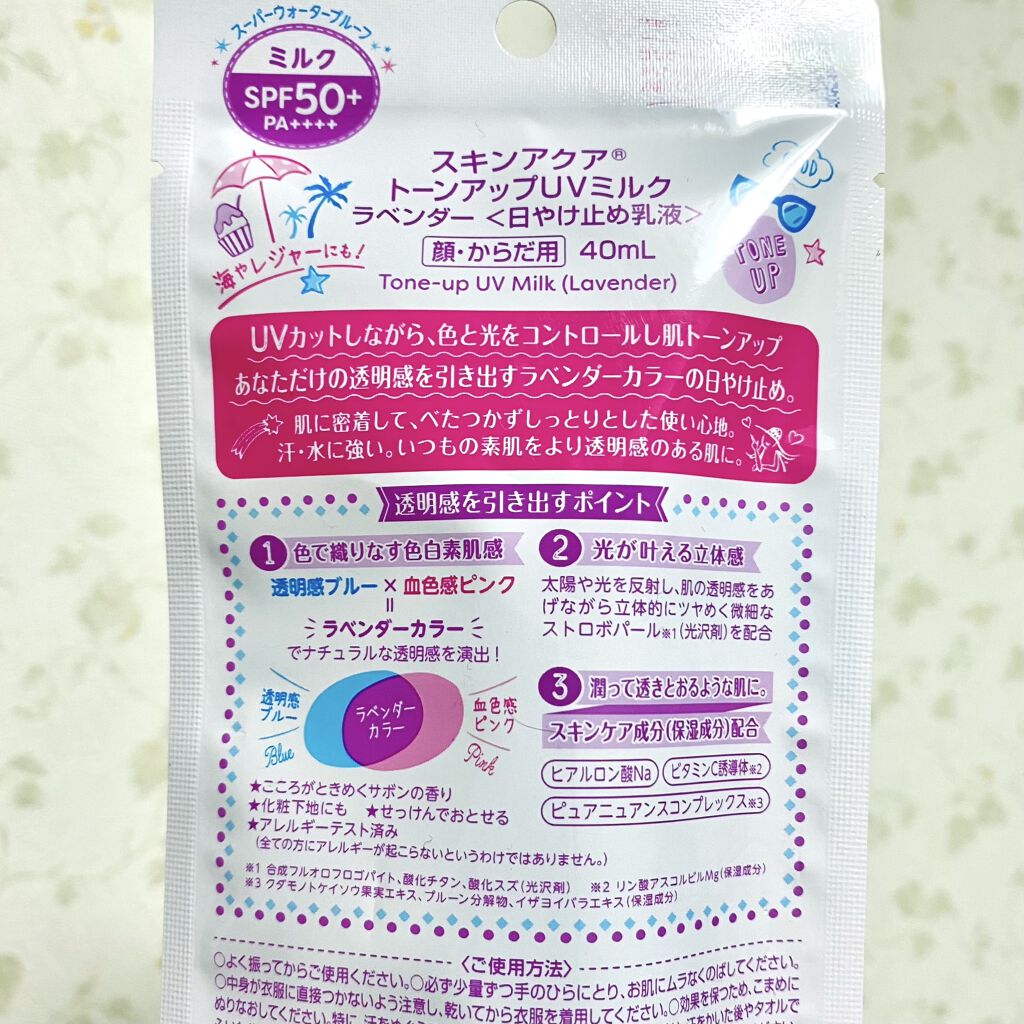 スーパーウォータープルーフ
ミルク
SPF50+
PA++++
スキンアクア®
トーンアップUVミルク
ラベンダー <日やけ止め乳液>
顔・からだ用 40mL
Tone-up UV Milk (Lavender)
海やレジャーにも!
TONE
UP
UVカットしながら、色と光をコントロールし肌トーンアップ
あなただけの透明感を引き出すラベンダーカラーの日やけ止め。
肌に密着して、べたつかずしっとりとした使い心地。
汗・水に強い。いつもの素肌をより透明感のある肌に。
透明感を引き出すポイント
1 色で織りなす色白素肌感
透明感ブルー×血色感ピンク
=
ラベンダーカラー
でナチュラルな透明感を演出!
透明感
ブルー
Blue
ラベンダー
カラー
血色感
ピンク
Pink
★こころがときめくサボンの香り
★化粧下地にも ★せっけんでおとせる
★アレルギーテスト済み
(全ての方にアレルギーが起こらないというわけではありません。)
2 光が叶える立体感
太陽や光を反射し、肌の透明感をあ
げながら立体的にツヤめく微細な
ストロボパール※1(光沢剤)を配合
3 潤って透きとおるような肌に。
スキンケア成分(保湿成分)配合
ヒアルロン酸Na ビタミンC誘導体※2
ピュアニュアンスコンプレックス※3
※1 合成フルオロフロゴパイト、酸化チタン、酸化スズ(光沢剤) ※2 リン酸アスコルビルMg(保湿成分)
※3 クダモノトケイソウ果実エキス、プルーン分解物、イザヨイバラエキス(保湿成分)
<ご使用方法>
○よく振ってからご使用ください。○必ず少量ずつ手のひらにとり、お肌にムラなくのばしてください。
○中身が衣服に直接つかないよう注意し、乾いてから衣服を着用してください。○効果を保つため、こまめに
ぬりなおしてください。特に、汗をかいた後やタオルで